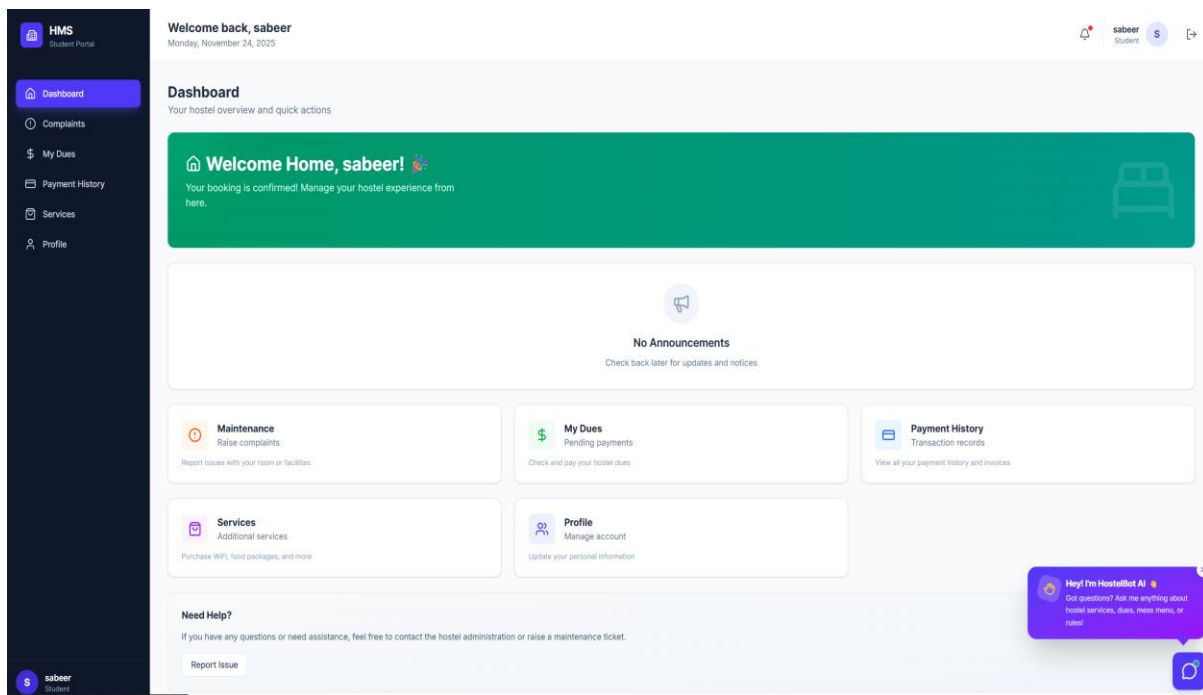 HMS
Student Portal
Dashboard
Complaints
My Dues
Payment History
Services
Profile
sabeer
S
Student
Welcome back, sabeer
Monday, November 24, 2025
sabeer
Student
S
Dashboard
Your hostel overview and quick actions
Welcome Home, sabeer! 🎉
Your booking is confirmed! Manage your hostel experience from
here.
No Announcements
Check back later for updates and notices
Maintenance
Raise complaints
Report issues with your room or facilities
My Dues
Pending payments
Check and pay your hostel dues
Payment History
Transaction records
View all your payment history and invoices
Services
Additional services
Purchase WiFi, food packages, and more
Profile
Manage account
Update your personal information
Need Help?
If you have any questions or need assistance, feel free to contact the hostel administration or raise a maintenance ticket.
Report Issue
Hey! I'm HostelBot AI 👋
Got questions? Ask me anything about
hostel services, dues, mess menu, or
rules!